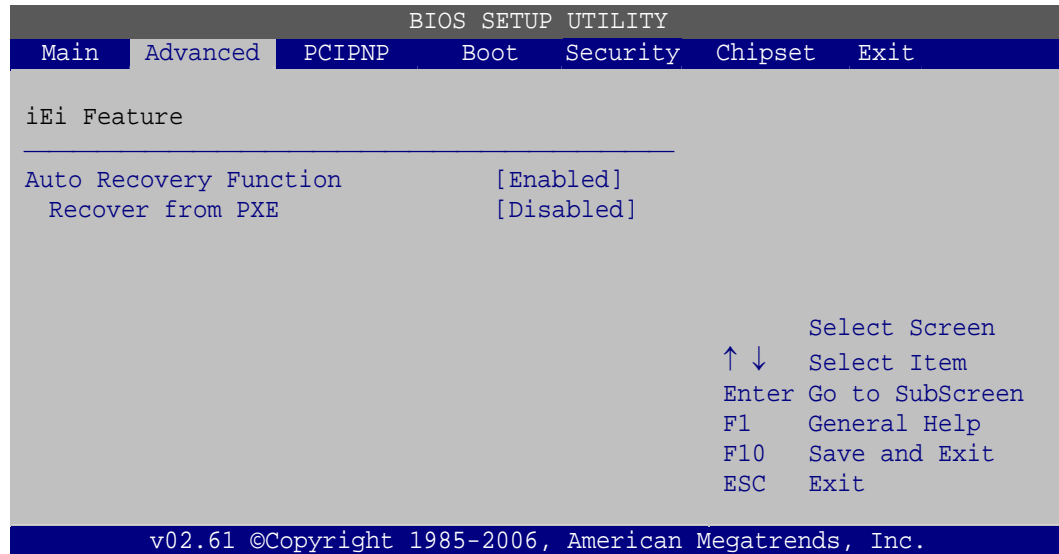 BIOS SETUP UTILITY
Main Advanced PCIPNP Boot Security Chipset Exit
iEi Feature
Auto Recovery Function [Enabled]
Recover from PXE [Disabled]
Select Screen
↑ ↓ Select Item
Enter Go to SubScreen
F1 General Help
F10 Save and Exit
ESC Exit
v02.61 ©Copyright 1985-2006, American Megatrends, Inc.